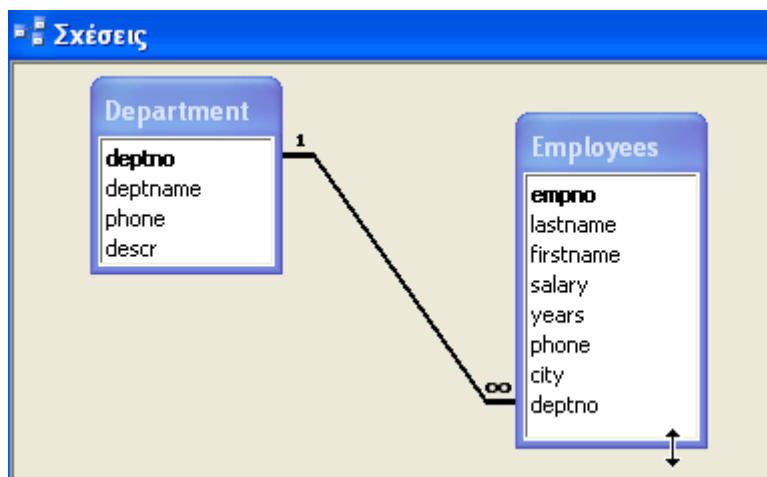 Σχέσεις
Department
deptno
deptname
phone
descr
1
∞
Employees
empno
lastname
firstname
salary
years
phone
city
deptno